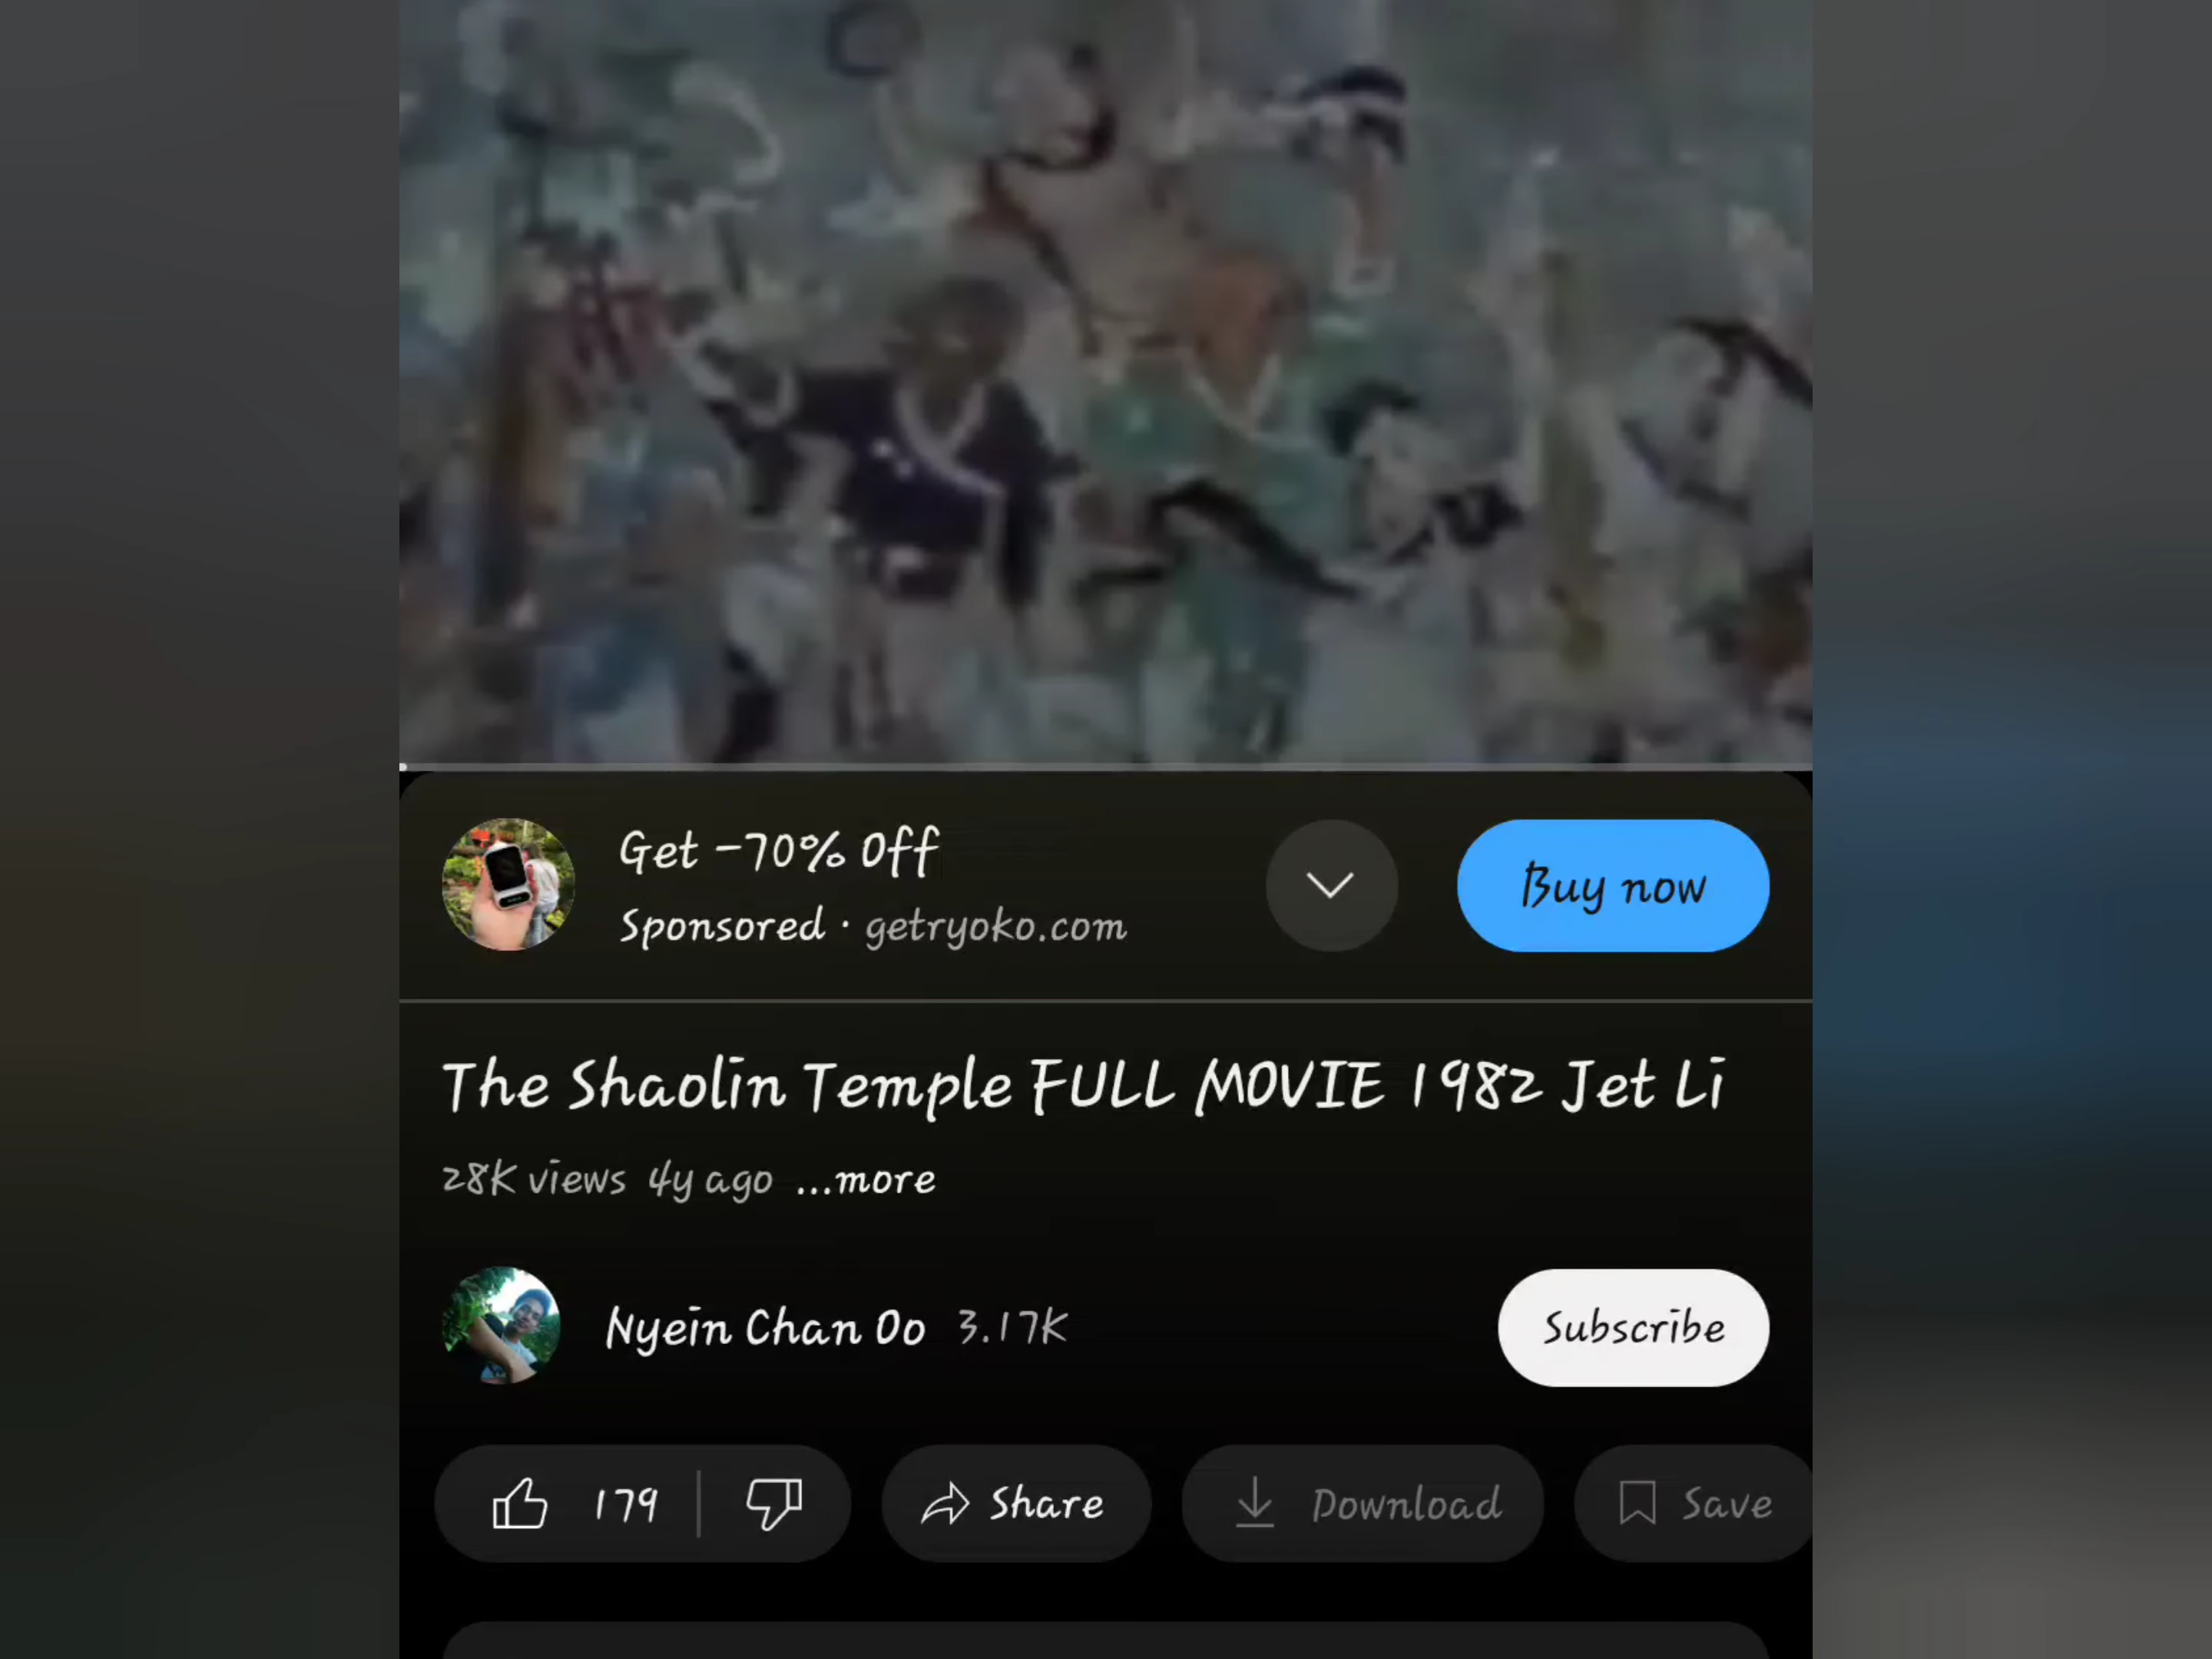 Get -70% Off
Buy now
Sponsored · getryoko.com
The Shaolin Temple FULL MOVIE 1982 Jet Li
28K views 4y ago ...more
Nyein Chan Oo 3.17K
Subscribe
179 Share Download Save